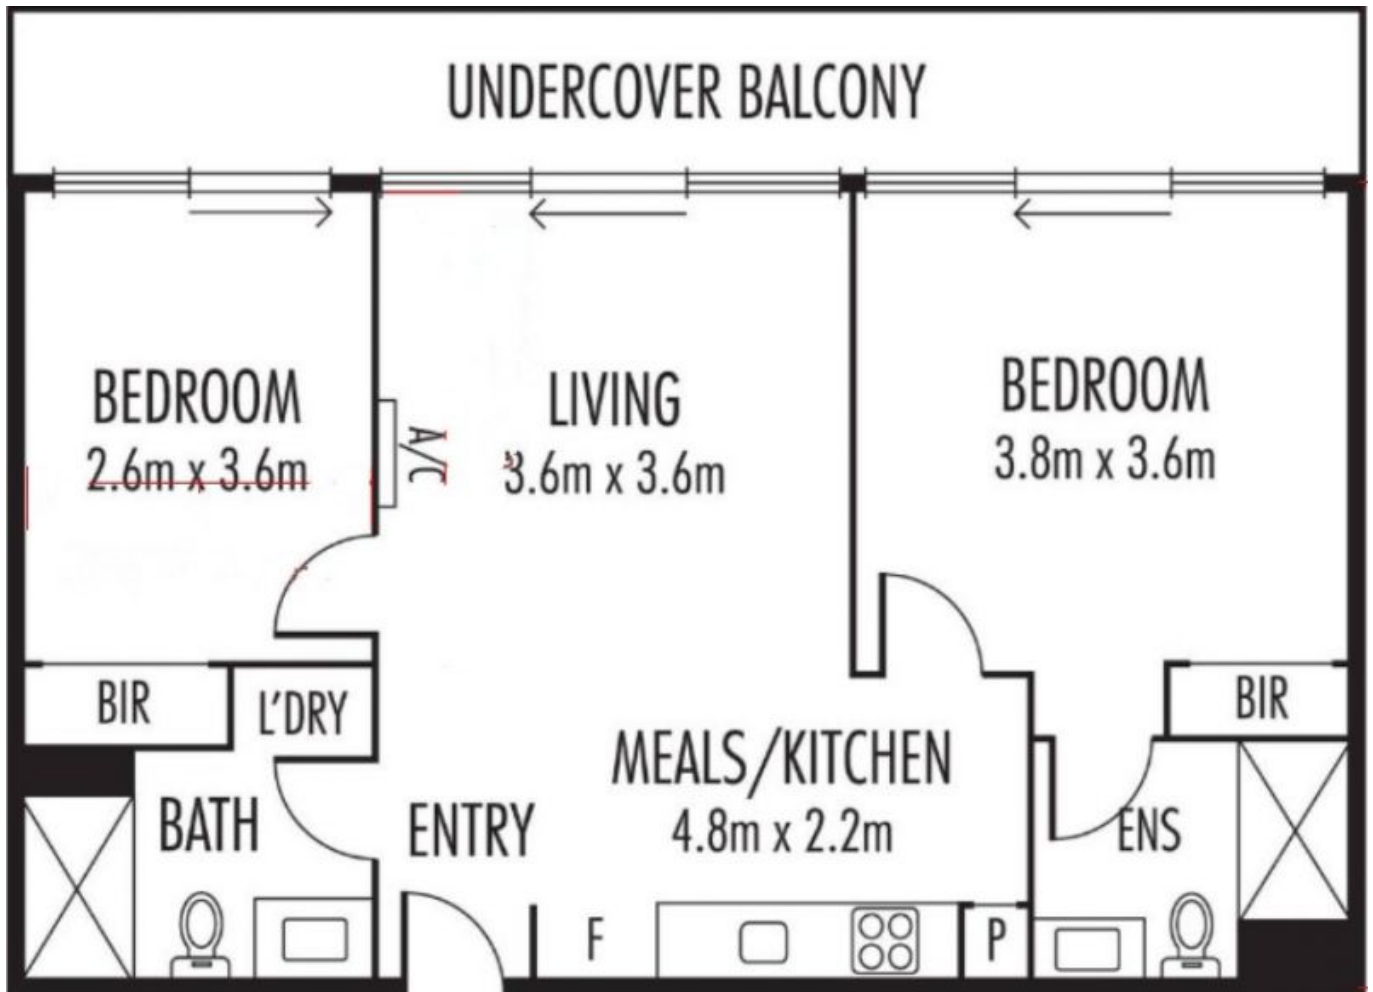 UNDERCOVER BALCONY
BEDROOM
2.6m x 3.6m
A/C
LIVING
3.6m x 3.6m
BEDROOM
3.8m x 3.6m
BIR
L'DRY
BIR
MEALS/KITCHEN
4.8m x 2.2m
BATH
ENTRY
ENS
F
P